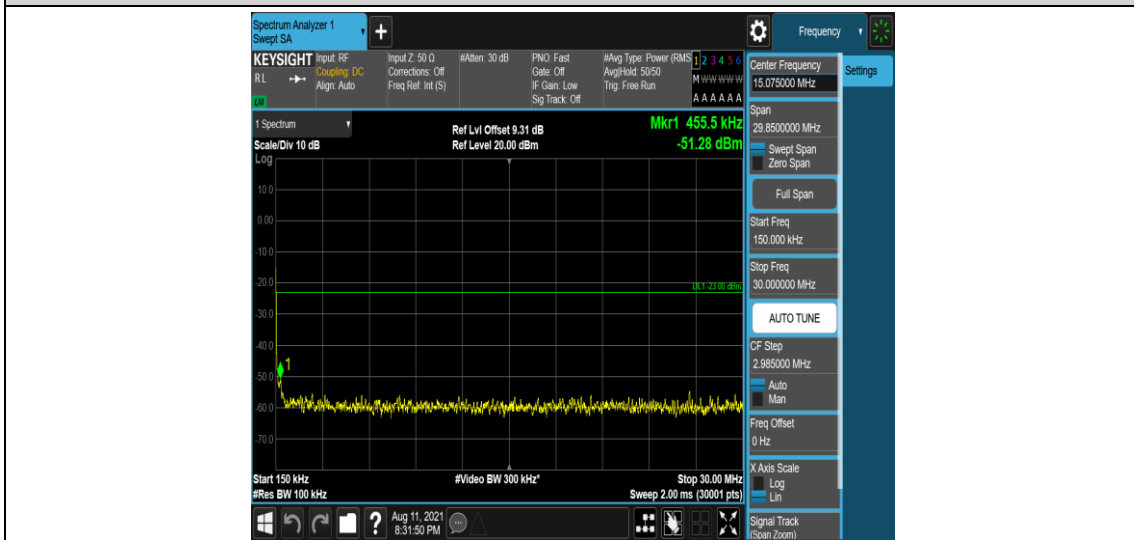 Spectrum Analyzer 1
Swept SA
+
Frequency
KEYSIGHT
RL
LXI
Input: RF
Coupling: DC
Align: Auto
Input Z: 50 Ω
Corrections: Off
Freq Ref: Int (S)
#Atten: 30 dB
PNO: Fast
Gate: Off
IF Gain: Low
Sig Track: Off
#Avg Type: Power (RMS
Avg|Hold: 50/50
Trig: Free Run
1 2 3 4 5 6
M W W W W W
A A A A A A
1 Spectrum
Scale/Div 10 dB
Ref Lvl Offset 9.31 dB
Ref Level 20.00 dBm
Mkr1 455.5 kHz
-51.28 dBm
Log
10.0
0.00
-10.0
-20.0
-30.0
-40.0
-50.0
-60.0
-70.0
DL1 -23.00 dBm
1
Start 150 kHz
#Res BW 100 kHz
#Video BW 300 kHz*
Stop 30.00 MHz
Sweep 2.00 ms (30001 pts)
?
Aug 11, 2021
8:31:50 PM
Center Frequency
15.075000 MHz
Settings
Span
29.8500000 MHz
Swept Span
Zero Span
Full Span
Start Freq
150.000 kHz
Stop Freq
30.000000 MHz
AUTO TUNE
CF Step
2.985000 MHz
Auto
Man
Freq Offset
0 Hz
X Axis Scale
Log
Lin
Signal Track
(Span Zoom)